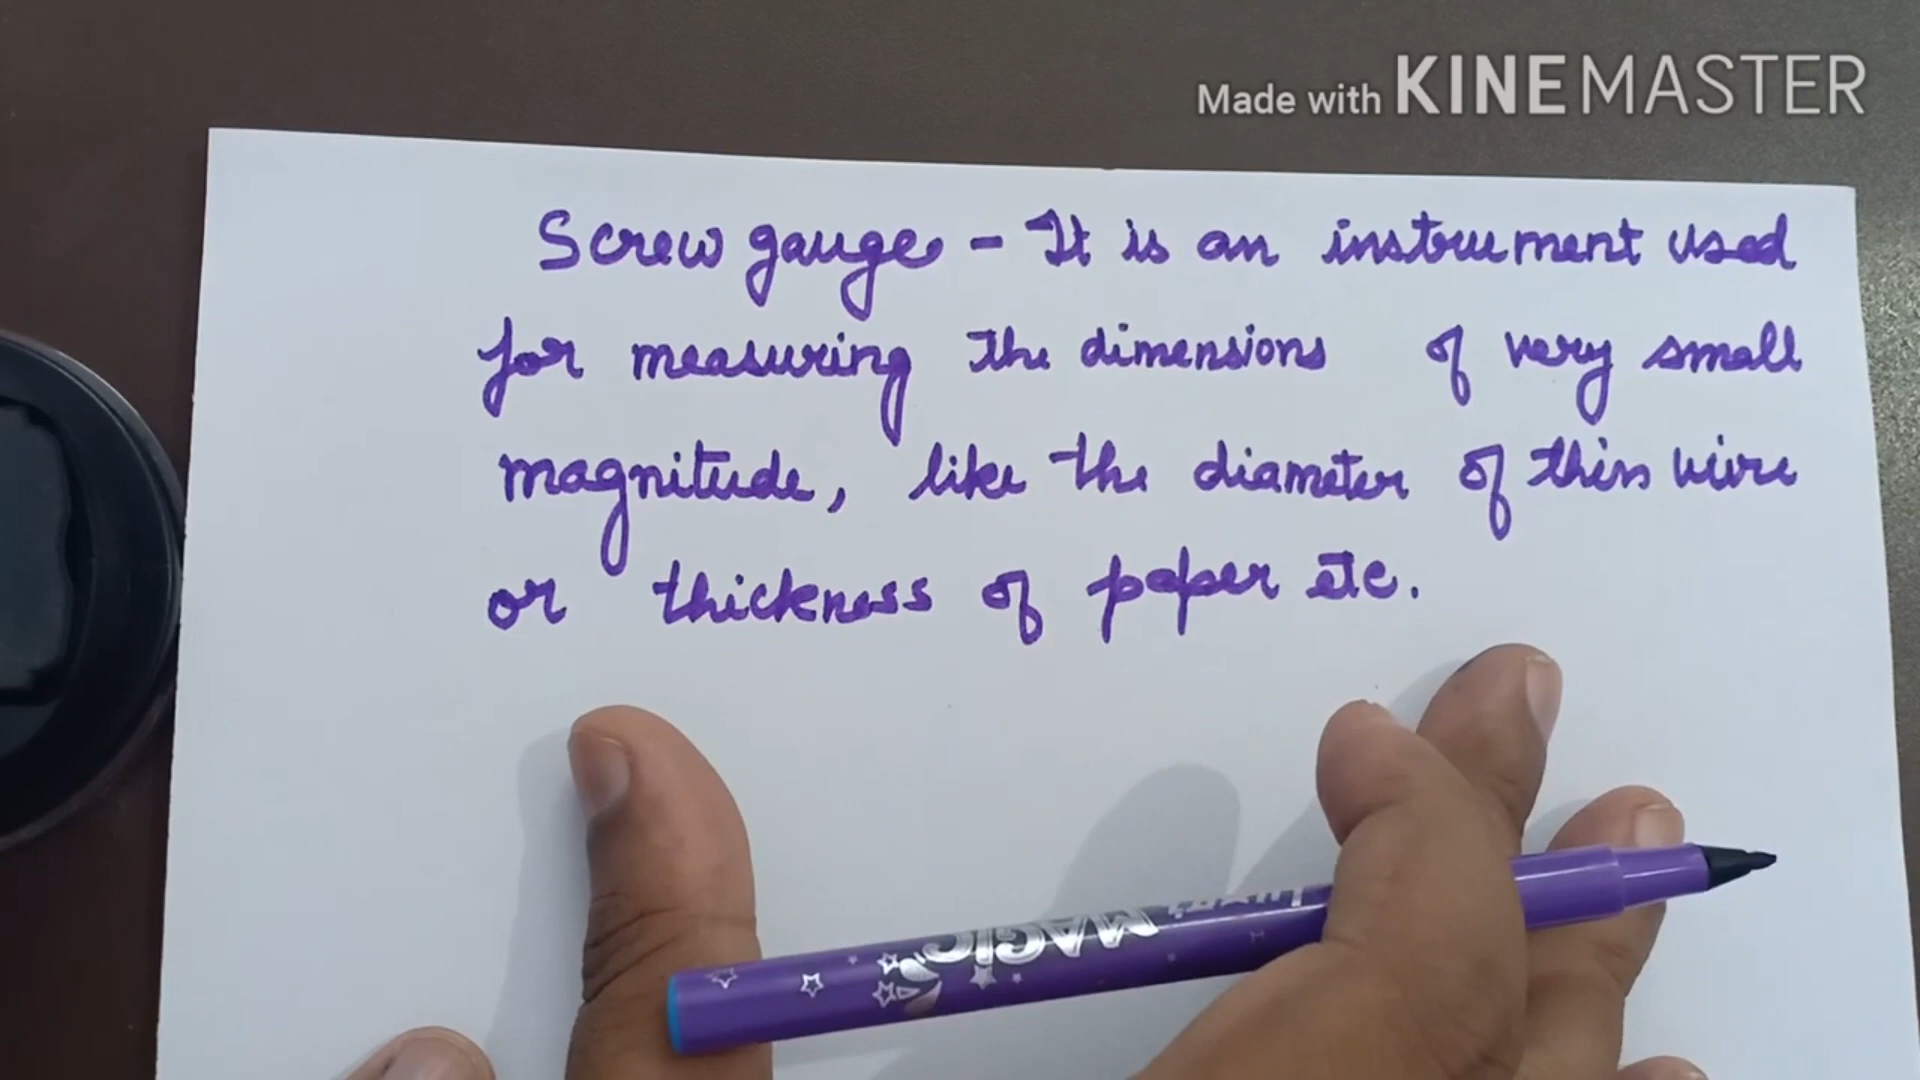 Made with KINEMASTER
Screw gauge - It is an instrument used
for measuring the dimensions of very small
magnitude, like the diameter of thin wire
or thickness of paper etc.
Luxor MAGIC